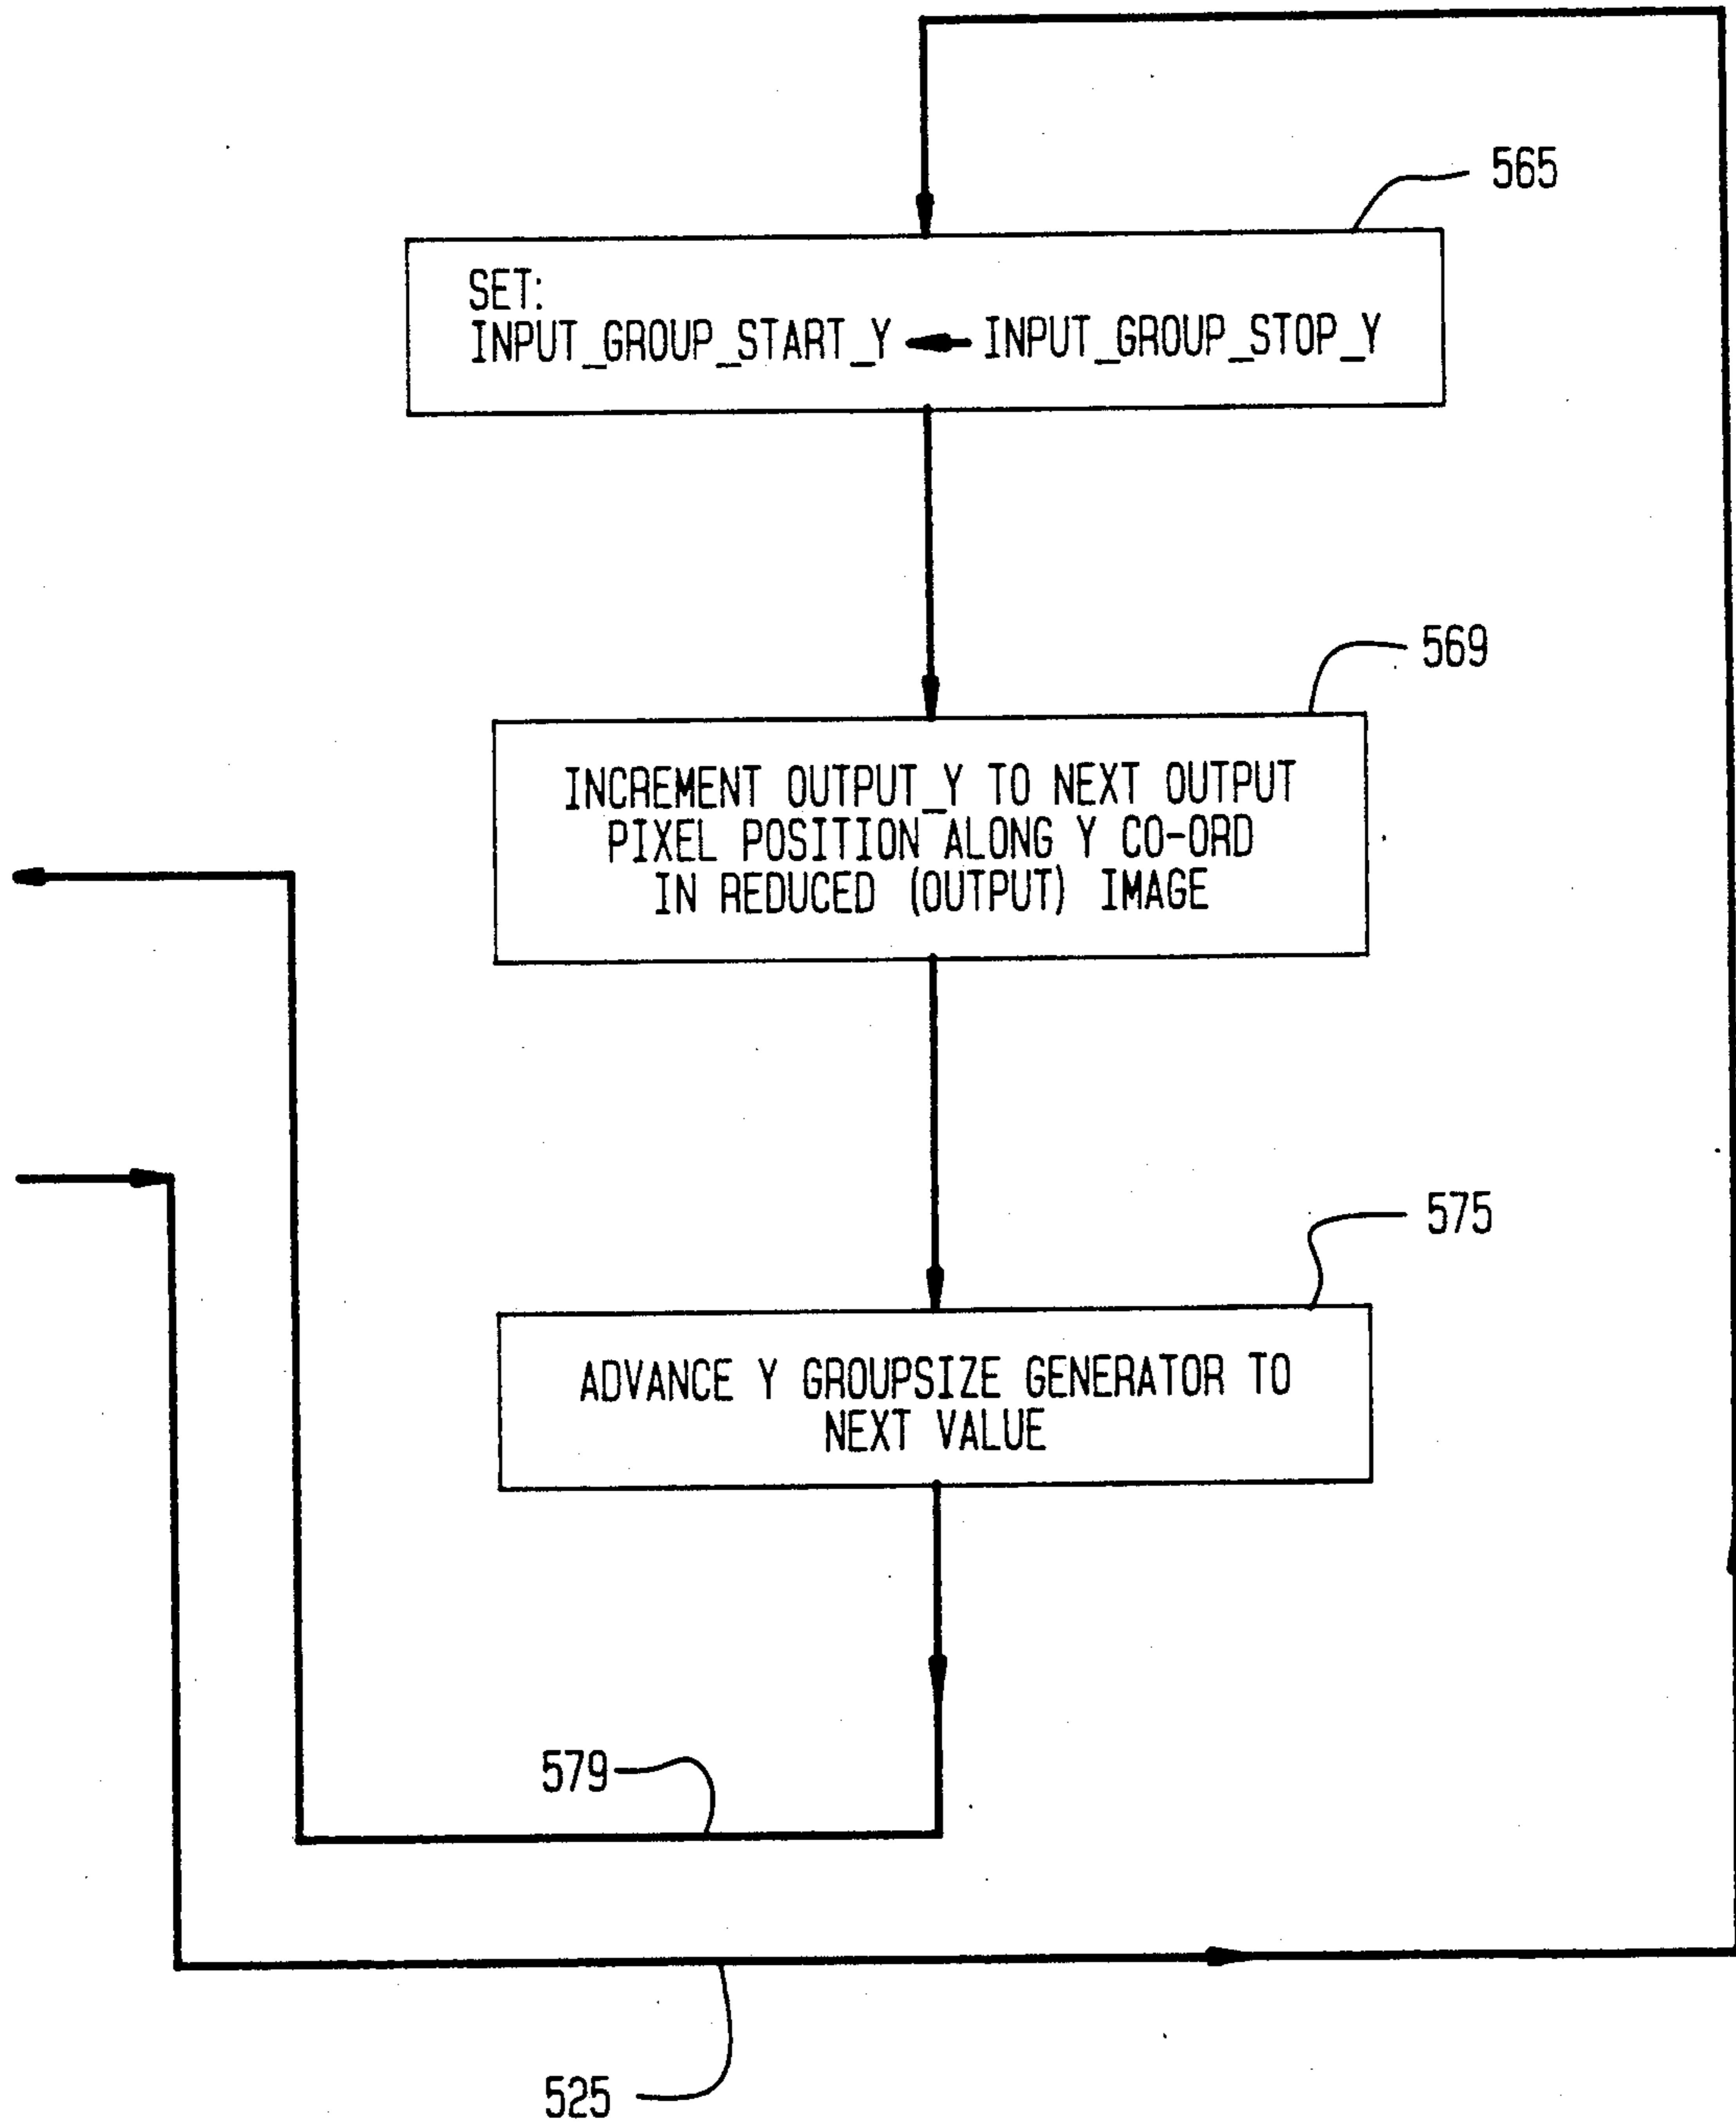 565
SET:
INPUT_GROUP_START_Y ← INPUT_GROUP_STOP_Y
569
INCREMENT OUTPUT_Y TO NEXT OUTPUT
PIXEL POSITION ALONG Y CO-ORD
IN REDUCED (OUTPUT) IMAGE
575
ADVANCE Y GROUPSIZE GENERATOR TO
NEXT VALUE
579
525